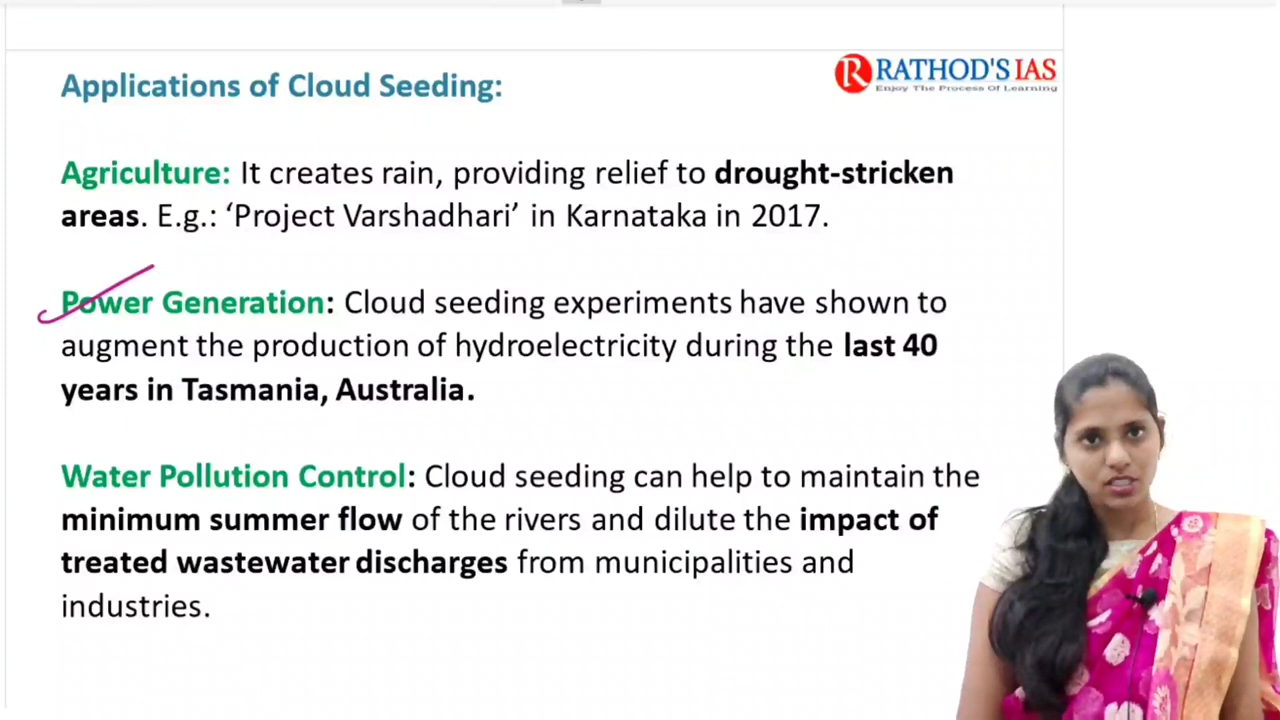 Applications of Cloud Seeding:
RATHOD'S IAS
Enjoy The Process Of Learning
Agriculture: It creates rain, providing relief to drought-stricken
areas. E.g.: ‘Project Varshadhari’ in Karnataka in 2017.
Power Generation: Cloud seeding experiments have shown to
augment the production of hydroelectricity during the last 40
years in Tasmania, Australia.
Water Pollution Control: Cloud seeding can help to maintain the
minimum summer flow of the rivers and dilute the impact of
treated wastewater discharges from municipalities and
industries.